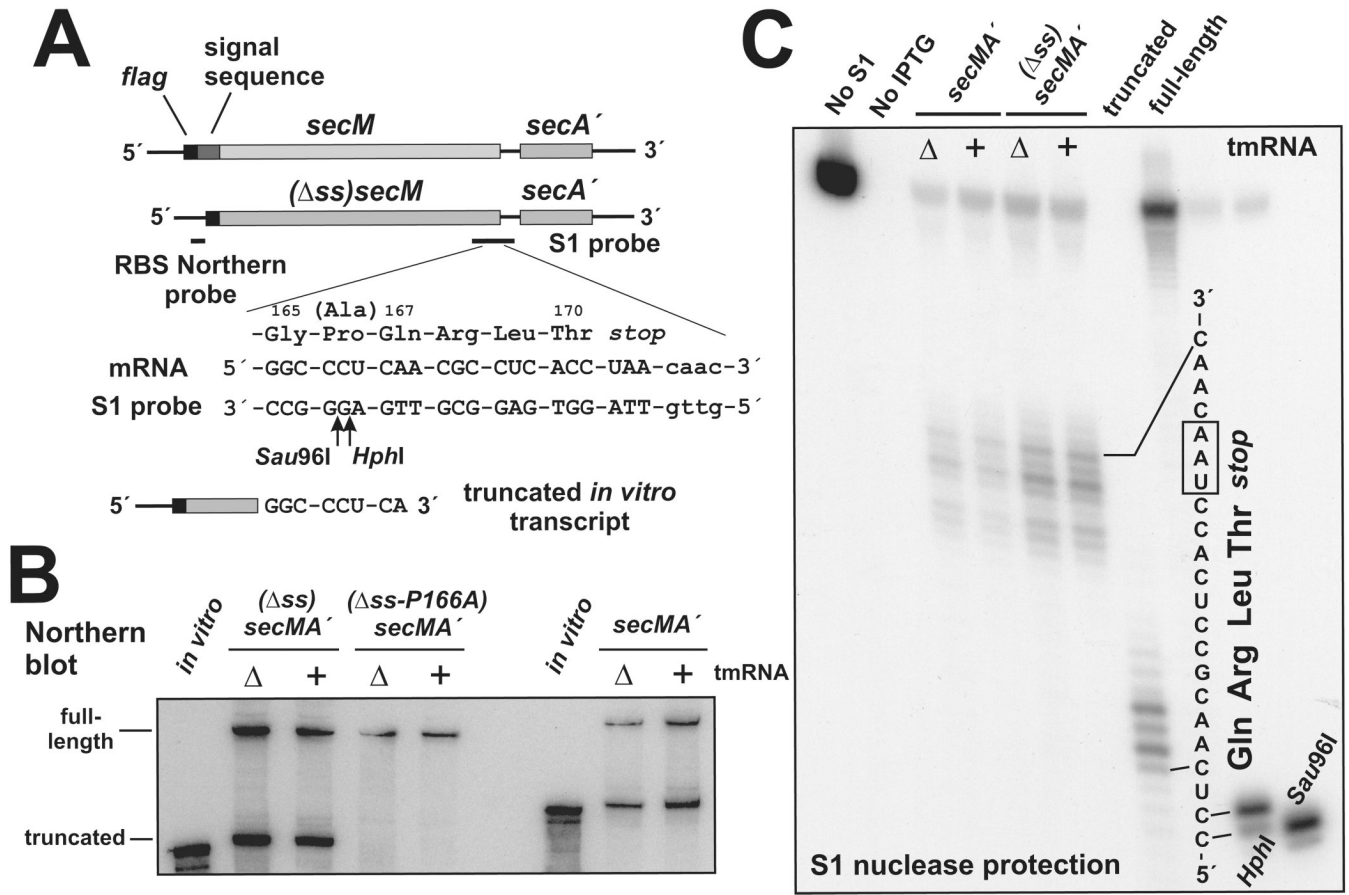 A
flag
signal
sequence
secM
secA´
5´
3´
(Δss)secM
secA´
5´
3´
RBS Northern
probe
S1 probe
165 (Ala) 167 170
-Gly-Pro-Gln-Arg-Leu-Thr stop
mRNA 5´-GGC-CCU-CAA-CGC-CUC-ACC-UAA-caac-3´
S1 probe 3´-CCG-GGA-GTT-GCG-GAG-TGG-ATT-gttg-5´
Sau96I HphI
5´ GGC-CCU-CA 3´
truncated in vitro
transcript
B
Northern
blot
in vitro
(Δss)
secMA´
(Δss-P166A)
secMA´
in vitro
secMA´
Δ + Δ + Δ + tmRNA
full-
length
truncated
C
No S1
No IPTG
secMA´
(Δss)
secMA´
truncated
full-length
Δ + Δ + tmRNA
3´
C
A
A
C
A
A
U
C
C
A
C
U
C
C
G
C
A
A
C
U
C
C
5´
Gln Arg Leu Thr stop
HphI
Sau96I
S1 nuclease protection